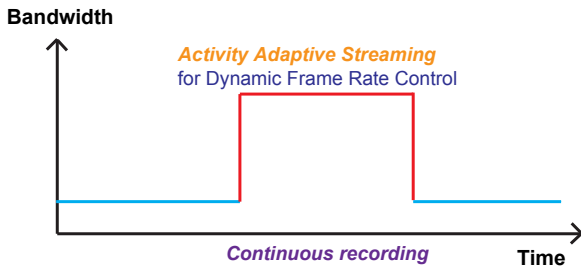 Bandwidth
Activity Adaptive Streaming
for Dynamic Frame Rate Control
Continuous recording
Time